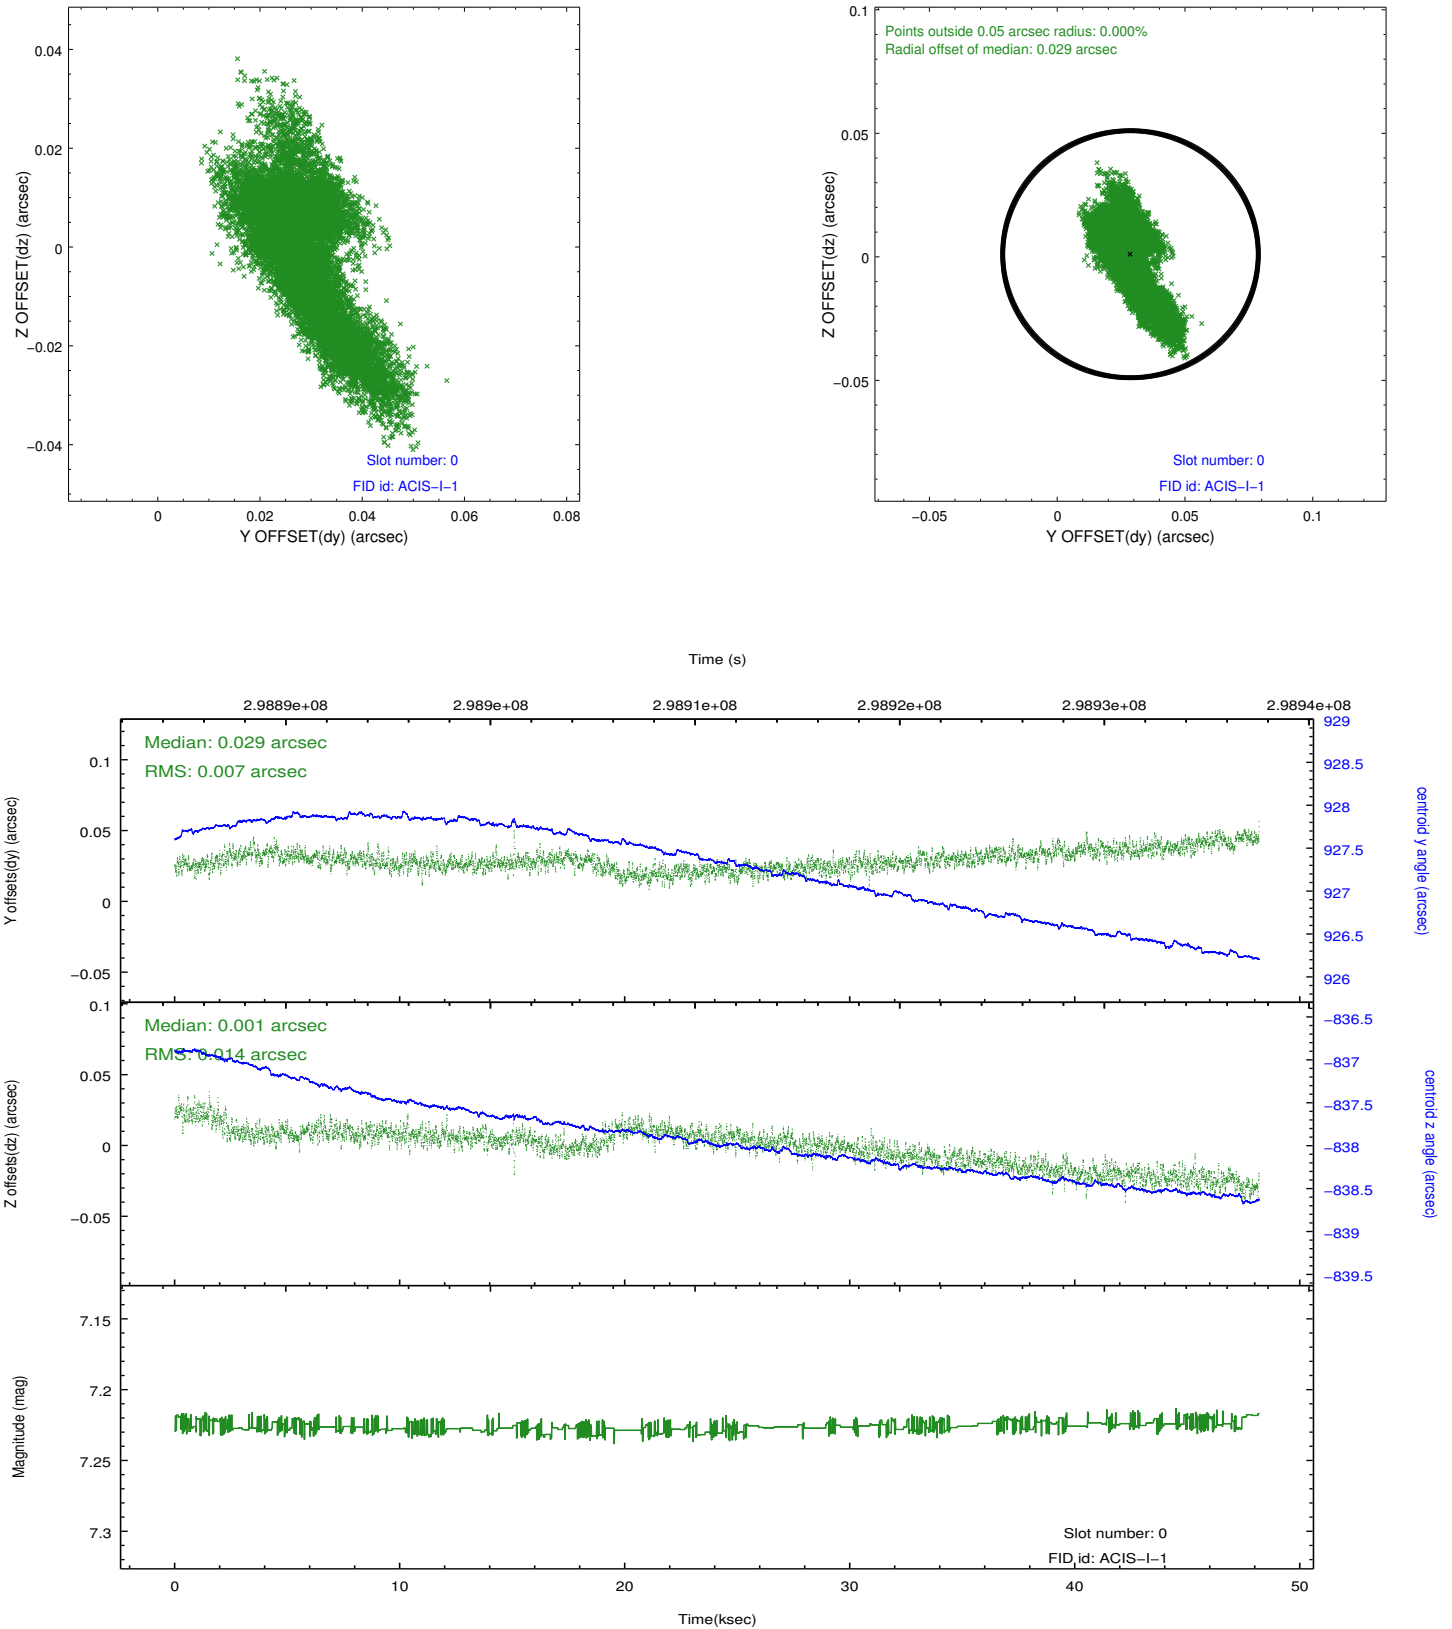 0.04
0.02
0
−0.02
−0.04
Z OFFSET(dz) (arcsec)
Slot number: 0
FID id: ACIS−I−1
0 0.02 0.04 0.06 0.08
Y OFFSET(dy) (arcsec)
0.1
0.05
0
−0.05
Z OFFSET(dz) (arcsec)
Points outside 0.05 arcsec radius: 0.000%
Radial offset of median: 0.029 arcsec
Slot number: 0
FID id: ACIS−I−1
−0.05 0 0.05 0.1
Y OFFSET(dy) (arcsec)
Time (s)
2.9889e+08 2.989e+08 2.9891e+08 2.9892e+08 2.9893e+08 2.9894e+08
Median: 0.029 arcsec
RMS: 0.007 arcsec
0.1
0.05
0
−0.05
Y offsets(dy) (arcsec)
929
928.5
928
927.5
927
926.5
926
centroid y angle (arcsec)
Median: 0.001 arcsec
RMS: 0.014 arcsec
0.1
0.05
0
−0.05
Z offsets(dz) (arcsec)
−836.5
−837
−837.5
−838
−838.5
−839
−839.5
centroid z angle (arcsec)
7.15
7.2
7.25
7.3
Magnitude (mag)
Slot number: 0
FID id: ACIS−I−1
0 10 20 30 40 50
Time(ksec)